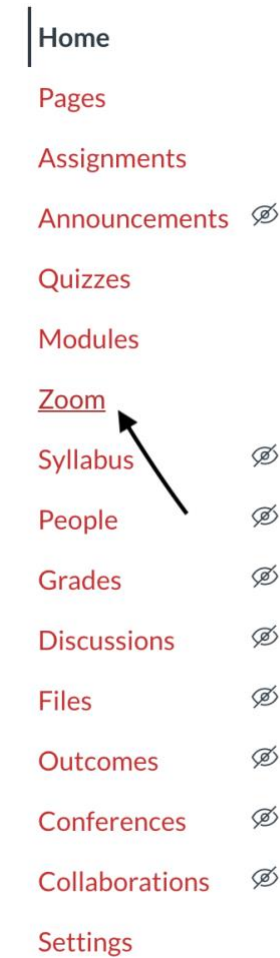 Home
Pages
Assignments
Announcements
Quizzes
Modules
Zoom
Syllabus
People
Grades
Discussions
Files
Outcomes
Conferences
Collaborations
Settings